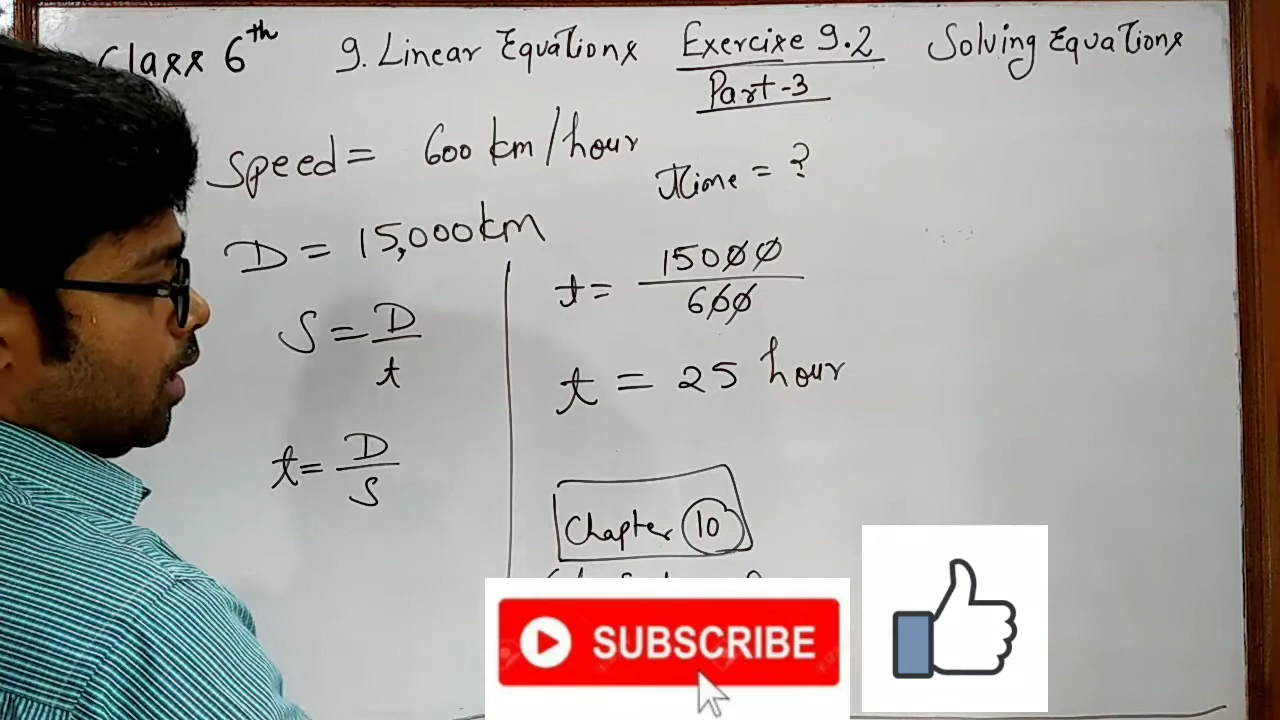 Class 6th 9. Linear Equations Exercise 9.2 Solving Equations
Part-3
Speed = 600 km/hour
Time = ?
D = 15,000km
S = D/t
t = D/S
t = 15000/600
t = 25 hour
Chapter 10
SUBSCRIBE